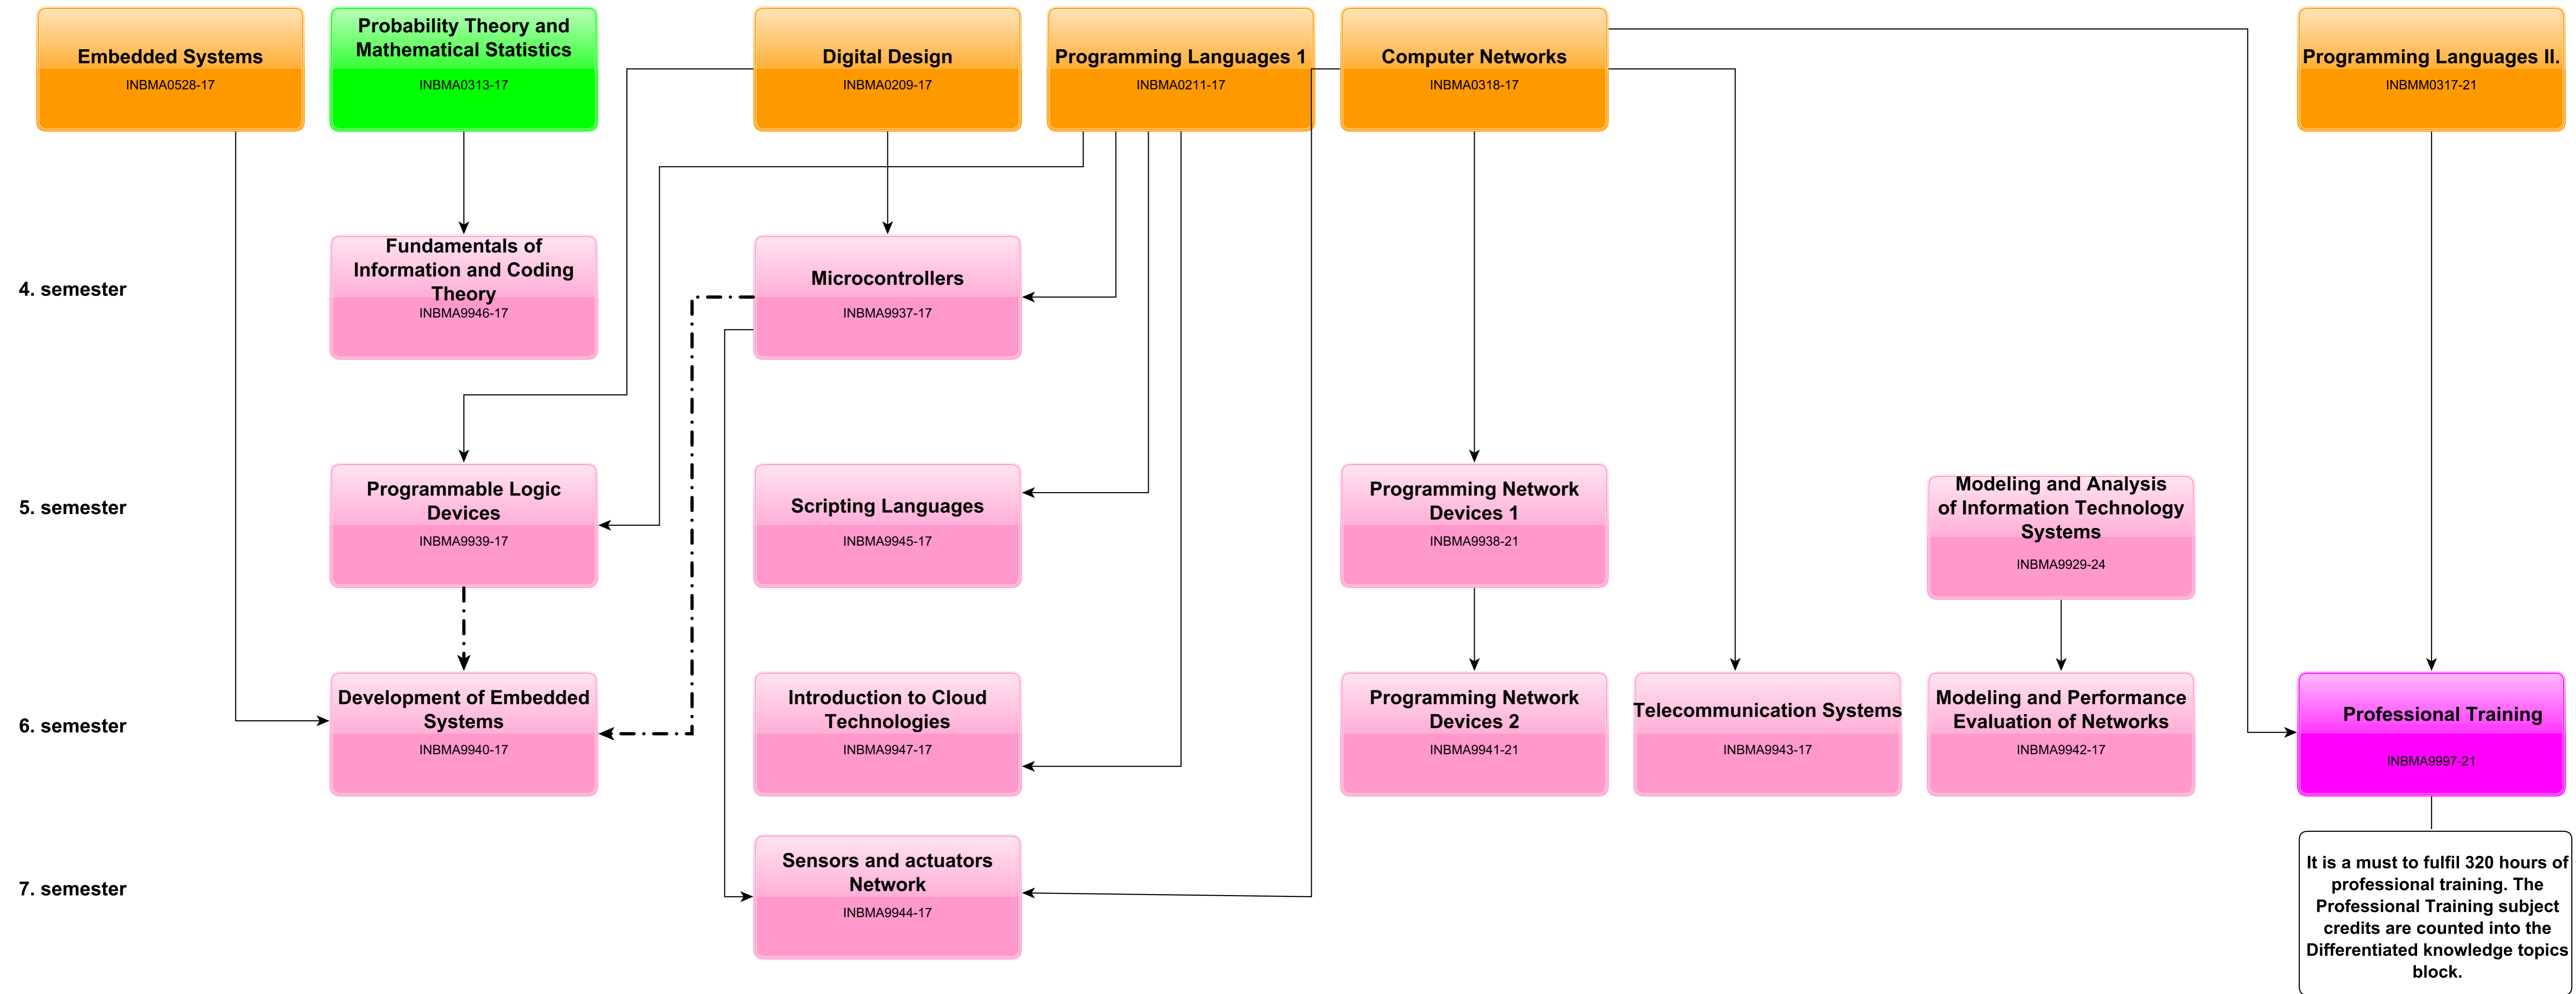 Embedded Systems
INBMA0528-17
Probability Theory and
Mathematical Statistics
INBMA0313-17
Digital Design
INBMA0209-17
Programming Languages 1
INBMA0211-17
Computer Networks
INBMA0318-17
Programming Languages II.
INBMM0317-21
4. semester
Fundamentals of
Information and Coding
Theory
INBMA9946-17
Microcontrollers
INBMA9937-17
5. semester
Programmable Logic
Devices
INBMA9939-17
Scripting Languages
INBMA9945-17
Programming Network
Devices 1
INBMA9938-21
Modeling and Analysis
of Information Technology
Systems
INBMA9929-24
6. semester
Development of Embedded
Systems
INBMA9940-17
Introduction to Cloud
Technologies
INBMA9947-17
Programming Network
Devices 2
INBMA9941-21
Telecommunication Systems
INBMA9943-17
Modeling and Performance
Evaluation of Networks
INBMA9942-17
Professional Training
INBMA9997-21
7. semester
Sensors and actuators
Network
INBMA9944-17
It is a must to fulfil 320 hours of
professional training. The
Professional Training subject
credits are counted into the
Differentiated knowledge topics
block.